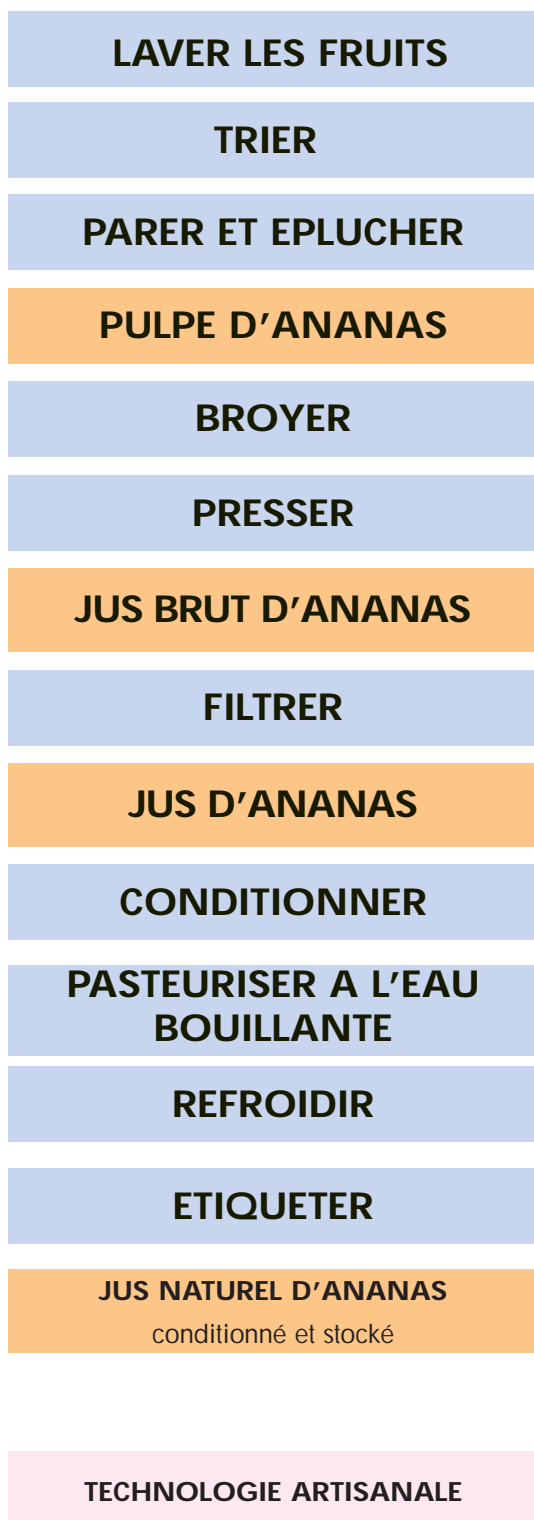 LAVER LES FRUITS
TRIER
PARER ET EPLUCHER
PULPE D’ANANAS
BROYER
PRESSER
JUS BRUT D’ANANAS
FILTRER
JUS D’ANANAS
CONDITIONNER
PASTEURISER A L’EAU
BOUILLANTE
REFROIDIR
ETIQUETER
JUS NATUREL D’ANANAS
conditionné et stocké
TECHNOLOGIE ARTISANALE